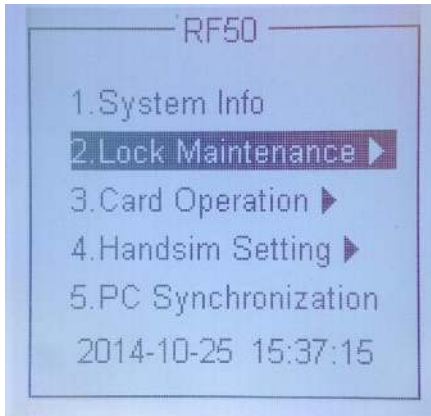 RF50
1.System Info
2.Lock Maintenance ▶
3.Card Operation ▶
4.Handsim Setting ▶
5.PC Synchronization
2014-10-25 15:37:15